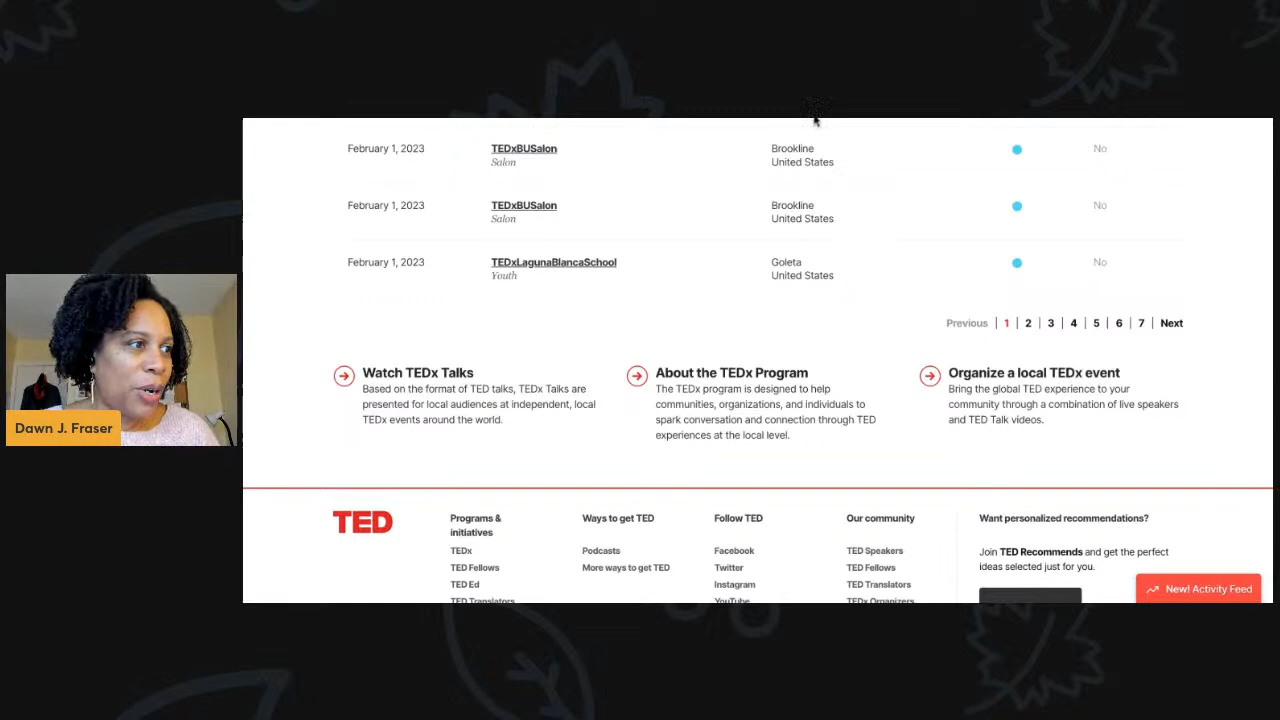 February 1, 2023 TEDxBUSalon Brookline No
Salon United States
February 1, 2023 TEDxBUSalon Brookline No
Salon United States
February 1, 2023 TEDxLagunaBlancaSchool Goleta No
Youth United States
Previous | 1 | 2 | 3 | 4 | 5 | 6 | 7 | Next
Watch TEDx Talks
Based on the format of TED talks, TEDx Talks are
presented for local audiences at independent, local
TEDx events around the world.
About the TEDx Program
The TEDx program is designed to help
communities, organizations, and individuals to
spark conversation and connection through TED
experiences at the local level.
Organize a local TEDx event
Bring the global TED experience to your
community through a combination of live speakers
and TED Talk videos.
Dawn J. Fraser
TED
Programs &
initiatives
TEDx
TED Fellows
TED Ed
TED Translators
Ways to get TED
Podcasts
More ways to get TED
Follow TED
Facebook
Twitter
Instagram
YouTube
Our community
TED Speakers
TED Fellows
TED Translators
TEDx Organizers
Want personalized recommendations?
Join TED Recommends and get the perfect
ideas selected just for you.
New! Activity Feed